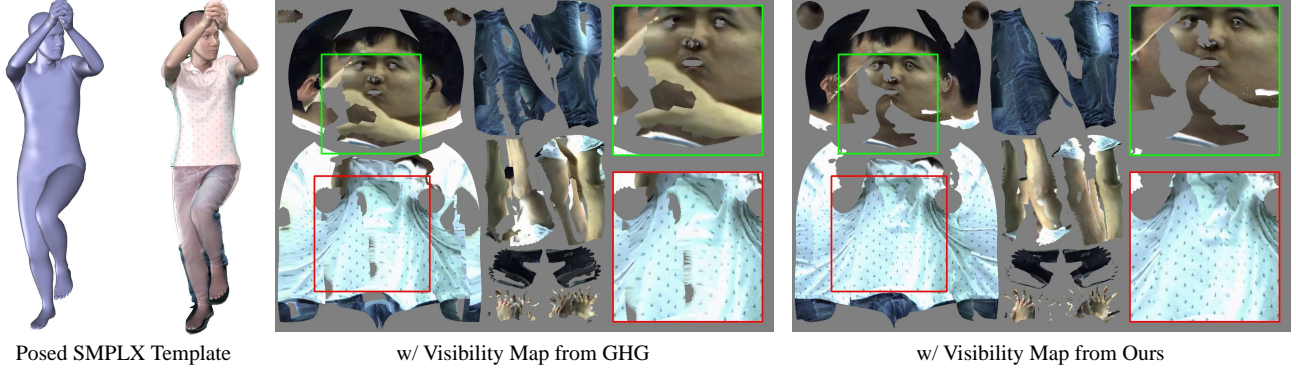 Posed SMPLX Template
w/ Visibility Map from GHG
w/ Visibility Map from Ours